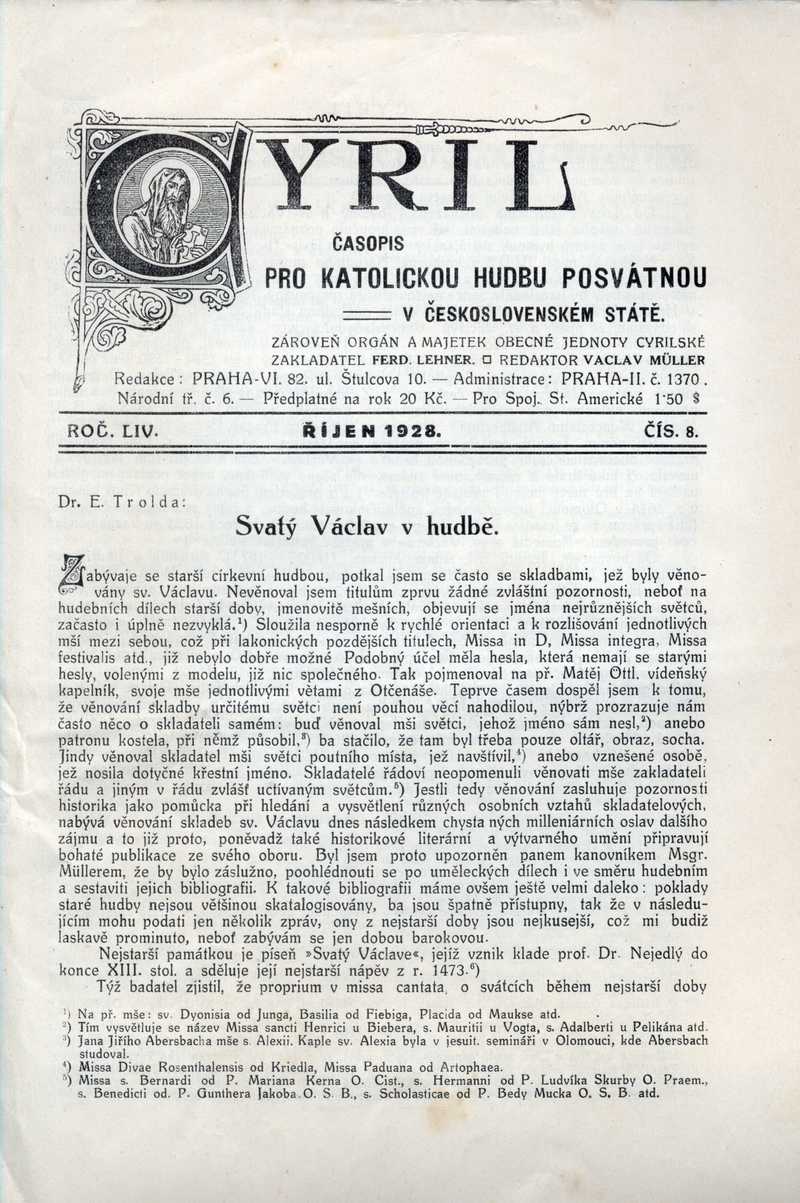 CYRIL
ČASOPIS
PRO KATOLICKOU HUDBU POSVÁTNOU
V ČESKOSLOVENSKÉM STÁTĚ.
ZÁROVEŇ ORGÁN A MAJETEK OBECNÉ JEDNOTY CYRILSKÉ
ZAKLADATEL FERD. LEHNER. □ REDAKTOR VACLAV MÜLLER
Redakce: PRAHA-VI. 82. ul. Štulcova 10. — Administrace: PRAHA-II. č. 1370.
Národní tř. č. 6. — Předplatné na rok 20 Kč. — Pro Spoj. St. Americké 1·50 $
ROČ. LIV. ŘÍJEN 1928. ČÍS. 8.
Dr. E. Trolda:
Svatý Václav v hudbě.
Zabývaje se starší církevní hudbou, potkal jsem se často se skladbami, jež byly věno-
vány sv. Václavu. Nevěnoval jsem titulům zprvu žádné zvláštní pozornosti, neboť na
hudebních dílech starší doby, jmenovitě mešních, objevují se jména nejrůznějších světců,
začasto i úplně nezvyklá.¹) Sloužila nesporně k rychlé orientaci a k rozlišování jednotlivých
mší mezi sebou, což při lakonických pozdějších titulech, Missa in D, Missa integra, Missa
festivalis atd., již nebylo dobře možné Podobný účel měla hesla, která nemají se starými
hesly, volenými z modelu, již nic společného. Tak pojmenoval na př. Matěj Öttl. vídeňský
kapelník, svoje mše jednotlivými větami z Otčenáše. Teprve časem dospěl jsem k tomu,
že věnování skladby určitému světci není pouhou věcí nahodilou, nýbrž prozrazuje nám
často něco o skladateli samém: buď věnoval mši světci, jehož jméno sám nesl,²) anebo
patronu kostela, při němž působil,³) ba stačilo, že tam byl třeba pouze oltář, obraz, socha.
Jindy věnoval skladatel mši světci poutního místa, jež navštívil,⁴) anebo vznešené osobě,
jež nosila dotyčné křestní jméno. Skladatelé řádoví neopomenuli věnovati mše zakladateli
řádu a jiným v řádu zvlášť uctívaným světcům.⁵) Jestli tedy věnování zasluhuje pozornosti
historika jako pomůcka při hledání a vysvětlení různých osobních vztahů skladatelových,
nabývá věnování skladeb sv. Václavu dnes následkem chysta ných milleniárních oslav dalšího
zájmu a to již proto, poněvadž také historikové literární a výtvarného umění připravují
bohaté publikace ze svého oboru. Byl jsem proto upozorněn panem kanovníkem Msgr.
Müllerem, že by bylo záslužno, poohlédnouti se po uměleckých dílech i ve směru hudebním
a sestaviti jejich bibliografii. K takové bibliografii máme ovšem ještě velmi daleko: poklady
staré hudby nejsou většinou skatalogisovány, ba jsou špatně přístupny, tak že v následu-
jícím mohu podati jen několik zpráv, ony z nejstarší doby jsou nejkusejší, což mi budiž
laskavě prominuto, neboť zabývám se jen dobou barokovou.
Nejstarší památkou je píseň »Svatý Václave«, jejíž vznik klade prof. Dr. Nejedlý do
konce XIII. stol. a sděluje její nejstarší nápěv z r. 1473.⁶)
Týž badatel zjistil, že proprium v missa cantata, o svátcích během nejstarší doby
¹) Na př. mše: sv. Dyonisia od Junga, Basilia od Fiebiga, Placida od Maukse atd.
²) Tím vysvětluje se název Missa sancti Henrici u Biebera, s. Mauritii u Vogta, s. Adalberti u Pelikána atd.
³) Jana Jiřího Abersbacha mše s. Alexii. Kaple sv. Alexia byla v jesuit. semináři v Olomouci, kde Abersbach
studoval.
⁴) Missa Divae Rosenthalensis od Kriedla, Missa Paduana od Artophaea.
⁵) Missa s. Bernardi od P. Mariana Kerna O. Cist., s. Hermanni od P. Ludvíka Skurby O. Praem.,
s. Benedicti od. P. Gunthera Jakoba O. S. B., s. Scholasticae od P. Bedy Mucka O. S. B. atd.